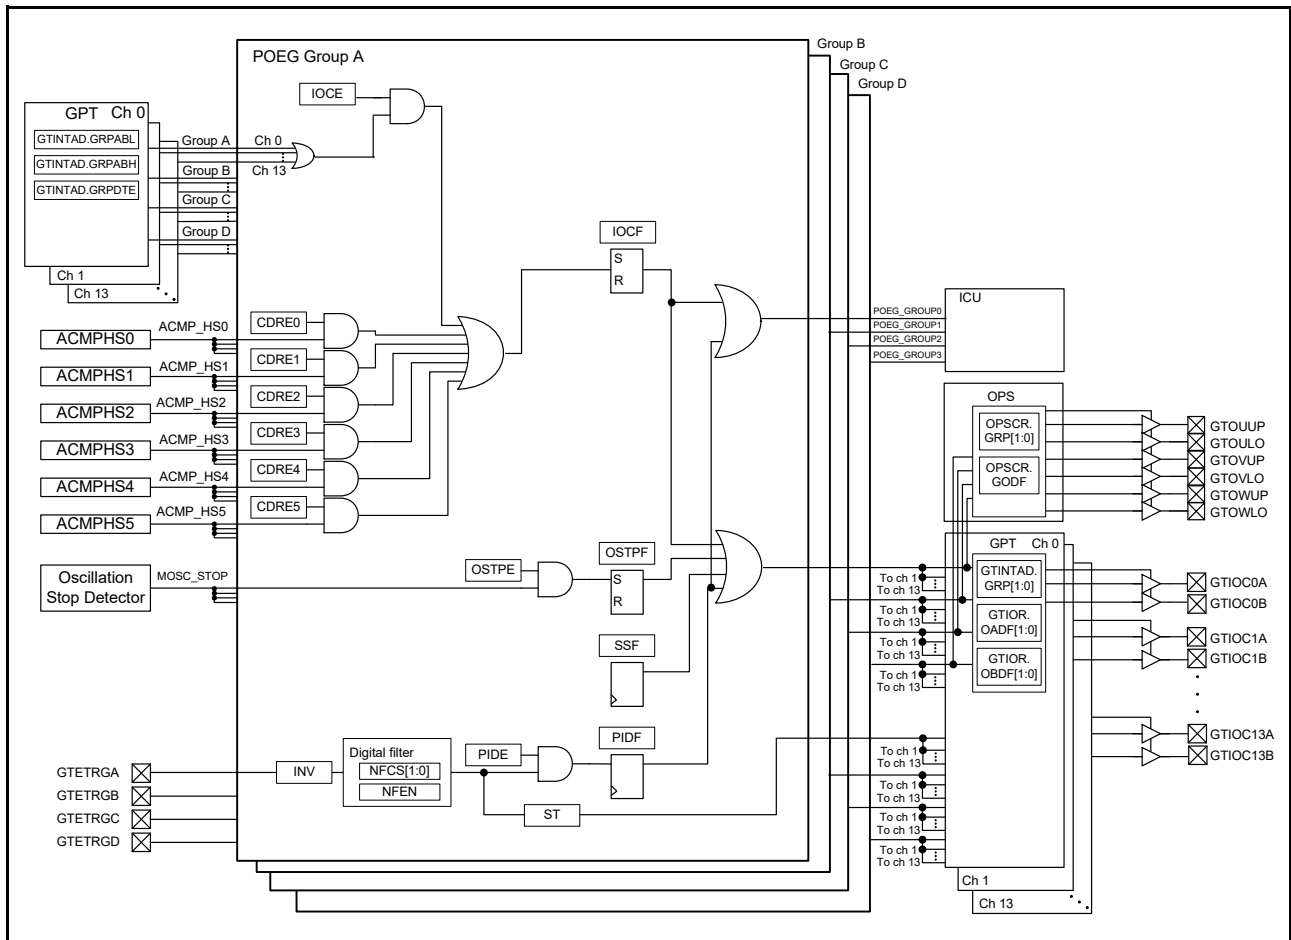 POEG Group A
Group B
Group C
Group D
IOCE
GPT Ch 0
GTINTAD.GRPABL
GTINTAD.GRPABH
GTINTAD.GRPDTE
Group A
Ch 0
Ch 13
Group B
Group C
Group D
Ch 1
Ch 13
IOCF
S
R
ICU
POEG_GROUP0
POEG_GROUP1
POEG_GROUP2
POEG_GROUP3
ACMPHS0
ACMP_HS0
CDRE0
ACMPHS1
ACMP_HS1
CDRE1
ACMPHS2
ACMP_HS2
CDRE2
ACMPHS3
ACMP_HS3
CDRE3
ACMPHS4
ACMP_HS4
CDRE4
ACMPHS5
ACMP_HS5
CDRE5
OPS
OPSCR.
GRP[1:0]
OPSCR.
GODF
GTOUUP
GTOULO
GTOVUP
GTOVLO
GTOWUP
GTOWLO
Oscillation
Stop Detector
MOSC_STOP
OSTPE
OSTPF
S
R
SSF
GPT Ch 0
GTINTAD.
GRP[1:0]
GTIOR.
OADF[1:0]
GTIOR.
OBDF[1:0]
To ch 1
To ch 13
To ch 1
To ch 13
To ch 1
To ch 13
To ch 1
To ch 13
GTIOC0A
GTIOC0B
GTIOC1A
GTIOC1B
GTIOC13A
GTIOC13B
GTETRGA
GTETRGB
GTETRGC
GTETRGD
INV
Digital filter
NFCS[1:0]
NFEN
PIDE
PIDF
ST
To ch 1
To ch 13
To ch 1
To ch 13
To ch 1
To ch 13
To ch 1
To ch 13
Ch 1
Ch 13